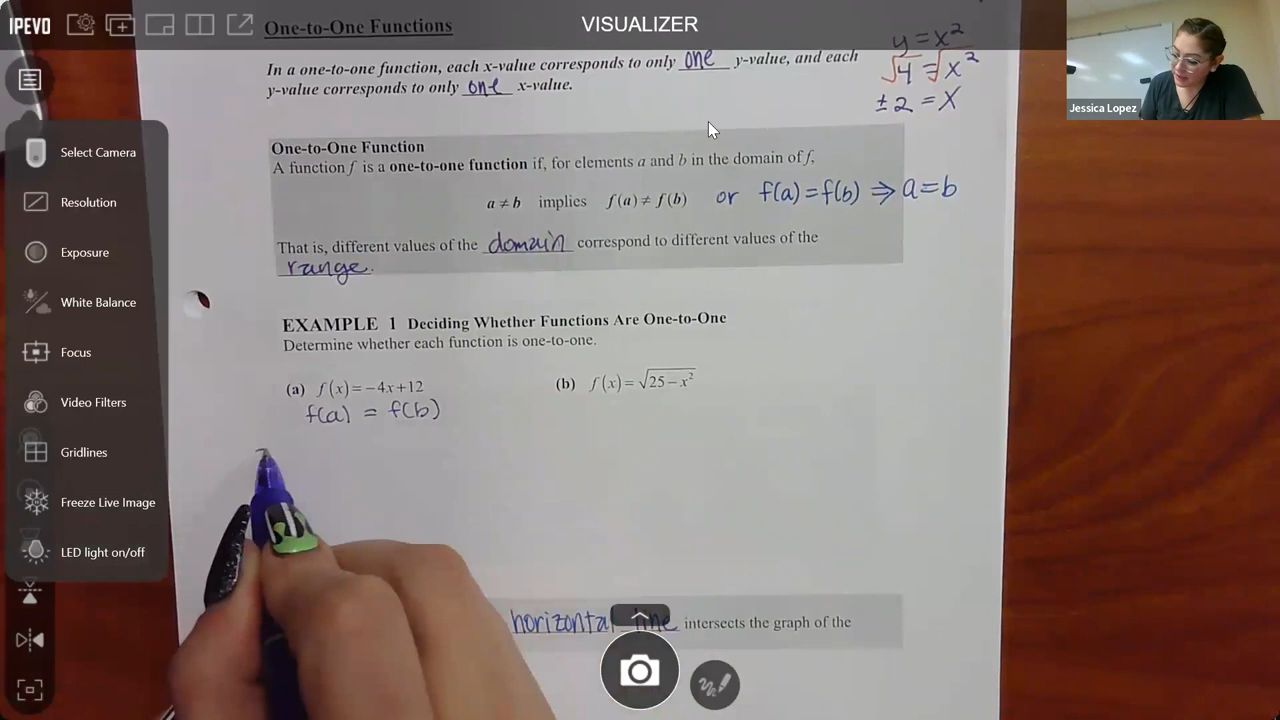 IPEVO
VISUALIZER
Jessica Lopez
Select Camera
Resolution
Exposure
White Balance
Focus
Video Filters
Gridlines
Freeze Live Image
LED light on/off
One-to-One Functions
In a one-to-one function, each x-value corresponds to only one y-value, and each
y-value corresponds to only one x-value.
y = x²
√4 = √x²
±2 = x
One-to-One Function
A function f is a one-to-one function if, for elements a and b in the domain of f,
a ≠ b implies f(a) ≠ f(b) or f(a) = f(b) ⇒ a = b
That is, different values of the domain correspond to different values of the
range.
EXAMPLE 1 Deciding Whether Functions Are One-to-One
Determine whether each function is one-to-one.
(a) f(x) = −4x+12
(b) f(x) = √25 − x²
f(a) = f(b)
horizontal line intersects the graph of the